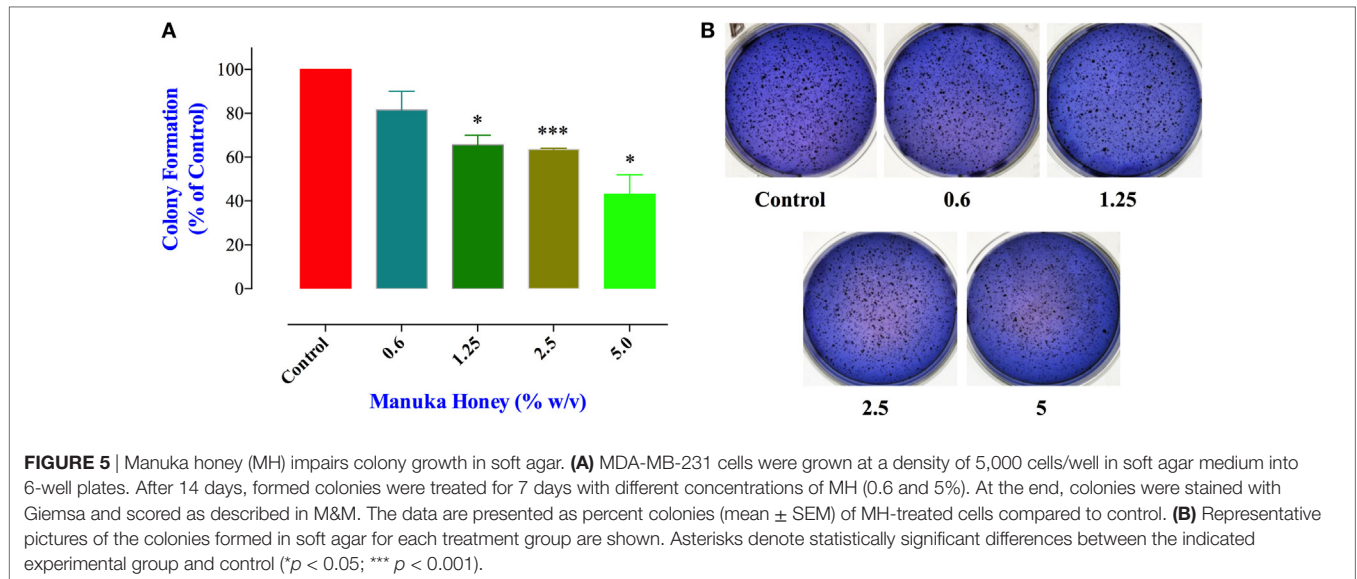 A
Colony Formation
(% of Control)
100
80
60
40
20
0
*
***
*
Control
0.6
1.25
2.5
5.0
Manuka Honey (% w/v)
B
Control
0.6
1.25
2.5
5
FIGURE 5 | Manuka honey (MH) impairs colony growth in soft agar. (A) MDA-MB-231 cells were grown at a density of 5,000 cells/well in soft agar medium into
6-well plates. After 14 days, formed colonies were treated for 7 days with different concentrations of MH (0.6 and 5%). At the end, colonies were stained with
Giemsa and scored as described in M&M. The data are presented as percent colonies (mean ± SEM) of MH-treated cells compared to control. (B) Representative
pictures of the colonies formed in soft agar for each treatment group are shown. Asterisks denote statistically significant differences between the indicated
experimental group and control (*p < 0.05; *** p < 0.001).